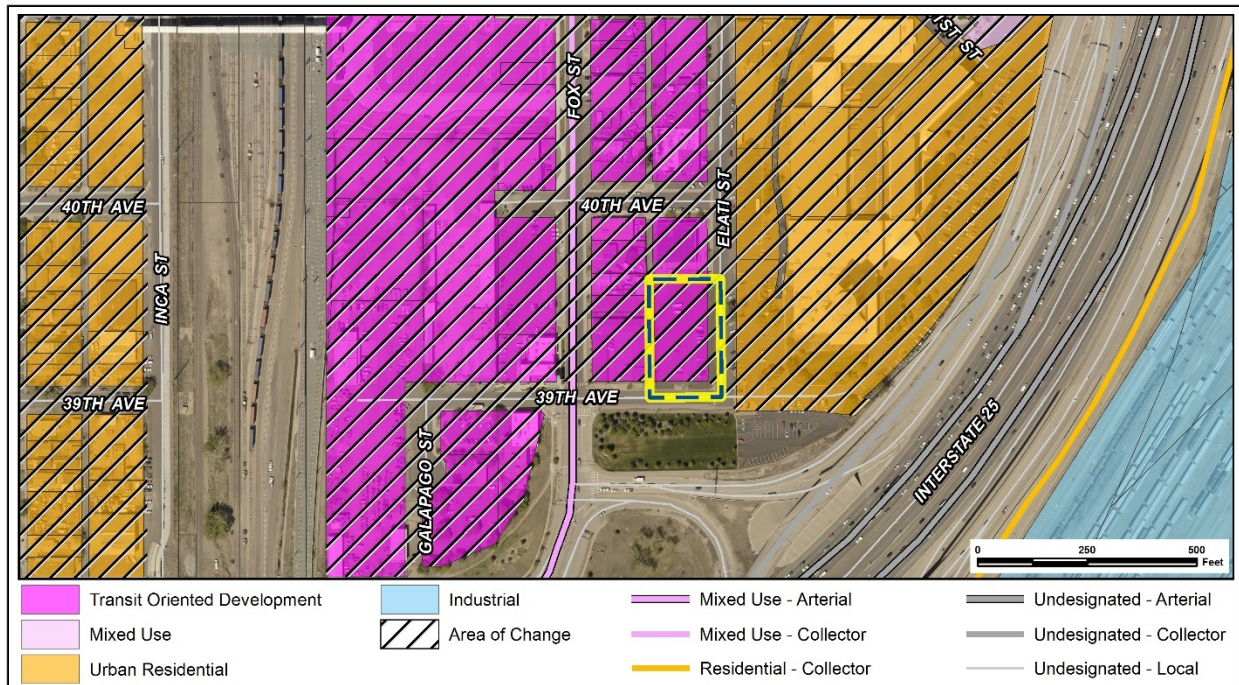 1ST ST
FOX ST
40TH AVE
40TH AVE
ELATI ST
INCA ST
39TH AVE
39TH AVE
GALAPAGO ST
INTERSTATE 25
0 250 500
Feet
Transit Oriented Development
Mixed Use
Urban Residential
Industrial
Area of Change
Mixed Use - Arterial
Mixed Use - Collector
Residential - Collector
Undesignated - Arterial
Undesignated - Collector
Undesignated - Local